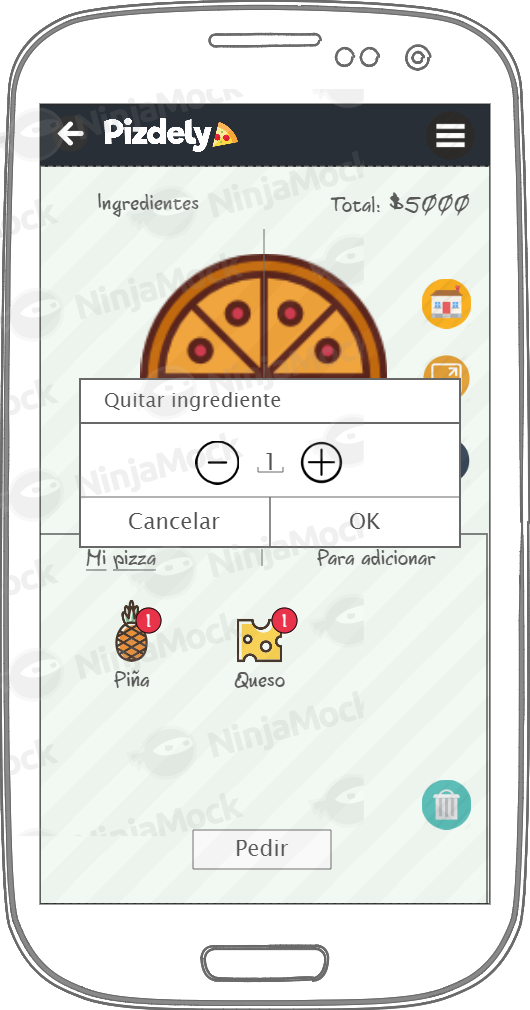 Pizdely
Ingredientes Total: $5000
Quitar ingrediente
1
Cancelar OK
Mi pizza Para adicionar
1 1
Piña Queso
Pedir
NinjaMock